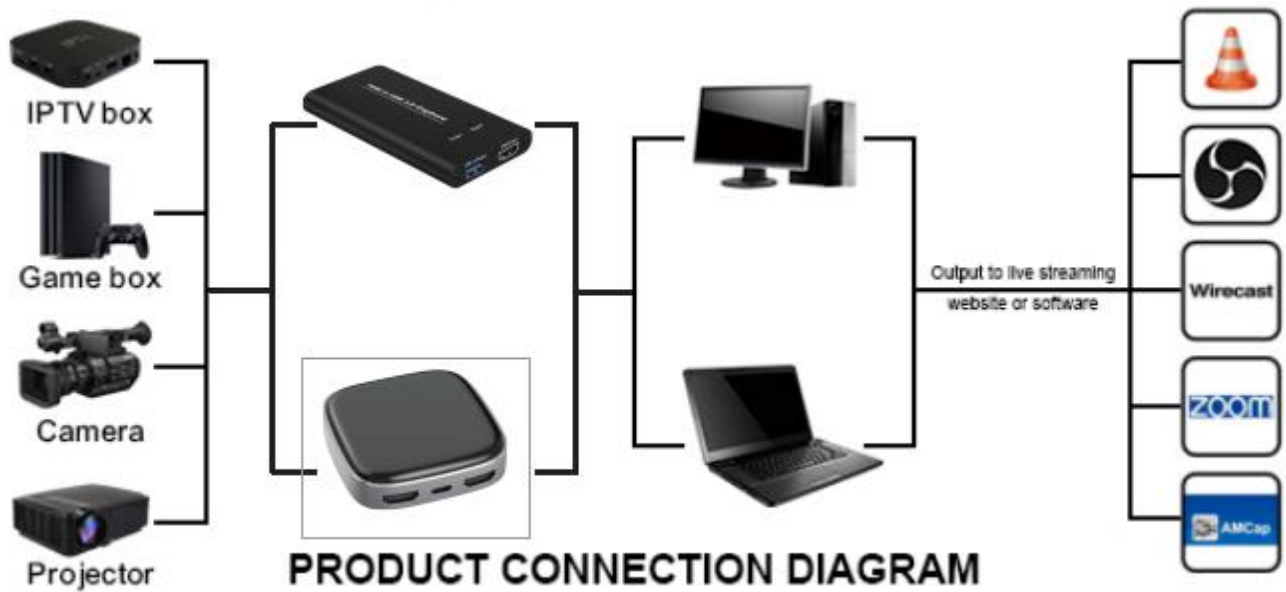 IPTV
IPTV box
Game box
Camera
Projector
Output to live streaming
website or software
Wirecast
ZOOM
AMCap
PRODUCT CONNECTION DIAGRAM